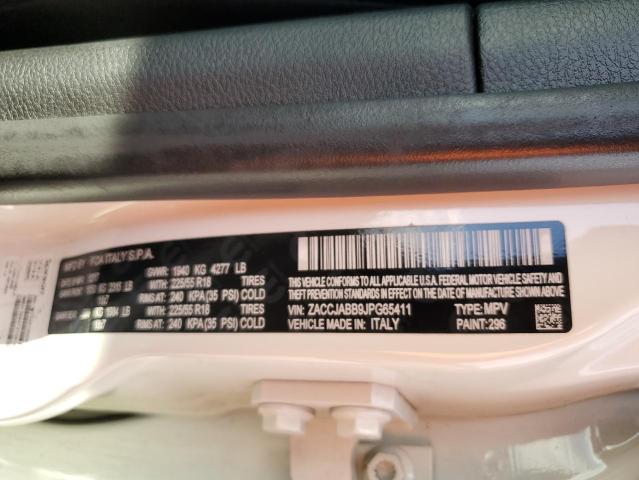 MFD BY FCA ITALY S.P.A.
GVWR: 1940 KG 4277 LB
WITH: 225/55 R18 TIRES
RIMS AT: 240 KPA (35 PSI) COLD
WITH: 225/55 R18 TIRES
RIMS AT: 240 KPA (35 PSI) COLD
THIS VEHICLE CONFORMS TO ALL APPLICABLE U.S.A. FEDERAL MOTOR VEHICLE SAFETY
BUMPER AND THEFT PREVENTION STANDARDS IN EFFECT ON THE DATE OF MANUFACTURE SHOWN ABOVE
VIN: ZACCJABB9JPG65411 TYPE: MPV
VEHICLE MADE IN: ITALY PAINT: 296